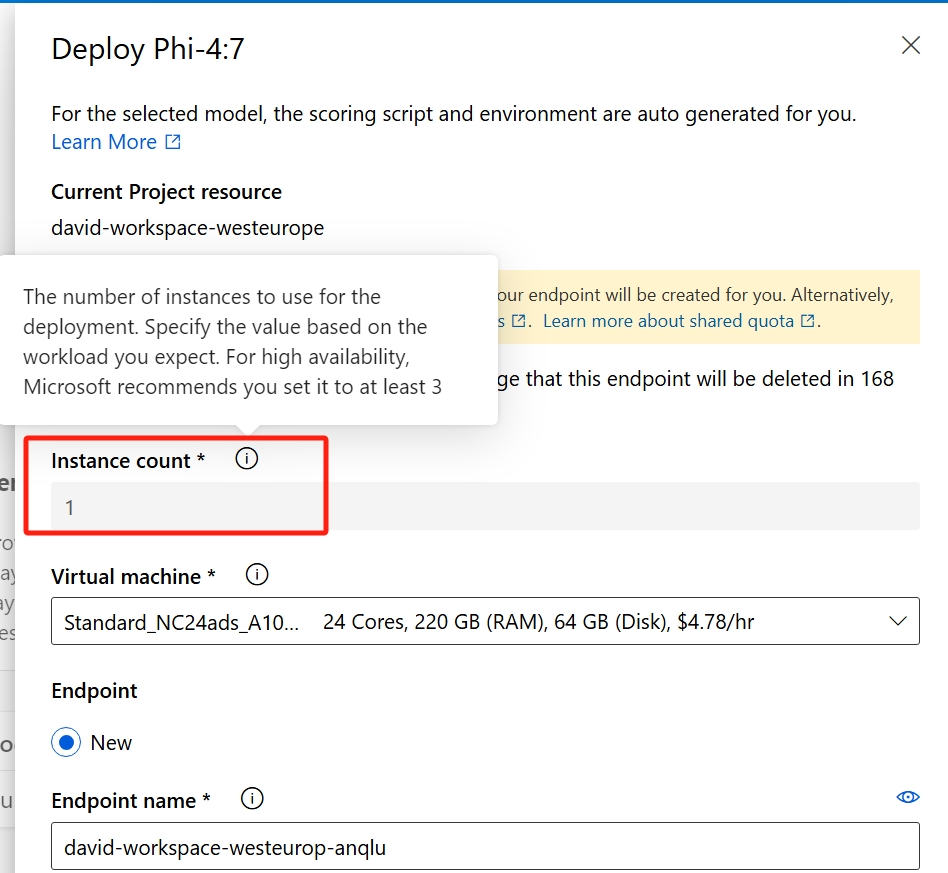 Deploy Phi-4:7
For the selected model, the scoring script and environment are auto generated for you.
Learn More
Current Project resource
david-workspace-westeurope
The number of instances to use for the
deployment. Specify the value based on the
workload you expect. For high availability,
Microsoft recommends you set it to at least 3
our endpoint will be created for you. Alternatively,
s . Learn more about shared quota .
ge that this endpoint will be deleted in 168
Instance count *
1
Virtual machine *
Standard_NC24ads_A10... 24 Cores, 220 GB (RAM), 64 GB (Disk), $4.78/hr
Endpoint
New
Endpoint name *
david-workspace-westeurop-anqlu